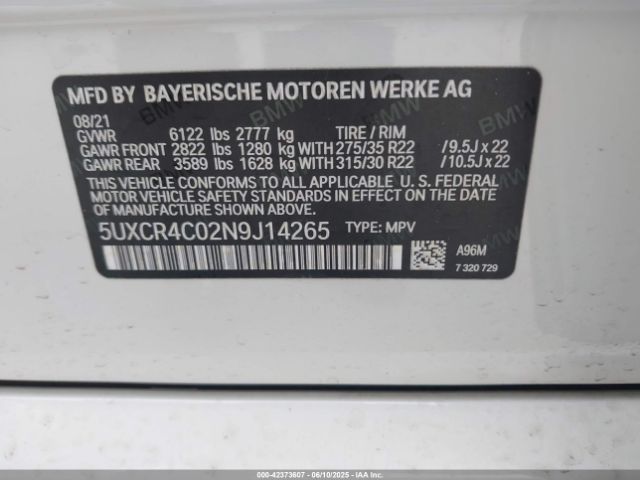 MFD BY BAYERISCHE MOTOREN WERKE AG
08/21
GVWR 6122 lbs 2777 kg TIRE / RIM
GAWR FRONT 2822 lbs 1280 kg WITH 275/35 R22 / 9.5J x 22
GAWR REAR 3589 lbs 1628 kg WITH 315/30 R22 / 10.5J x 22
THIS VEHICLE CONFORMS TO ALL APPLICABLE U. S. FEDERAL
MOTOR VEHICLE SAFETY STANDARDS IN EFFECT ON THE DATE
OF MANUFACTURE SHOWN ABOVE.
5UXCR4C02N9J14265 TYPE: MPV
A96M
7 320 729
000-42373607 - 06/10/2025 - IAA Inc.